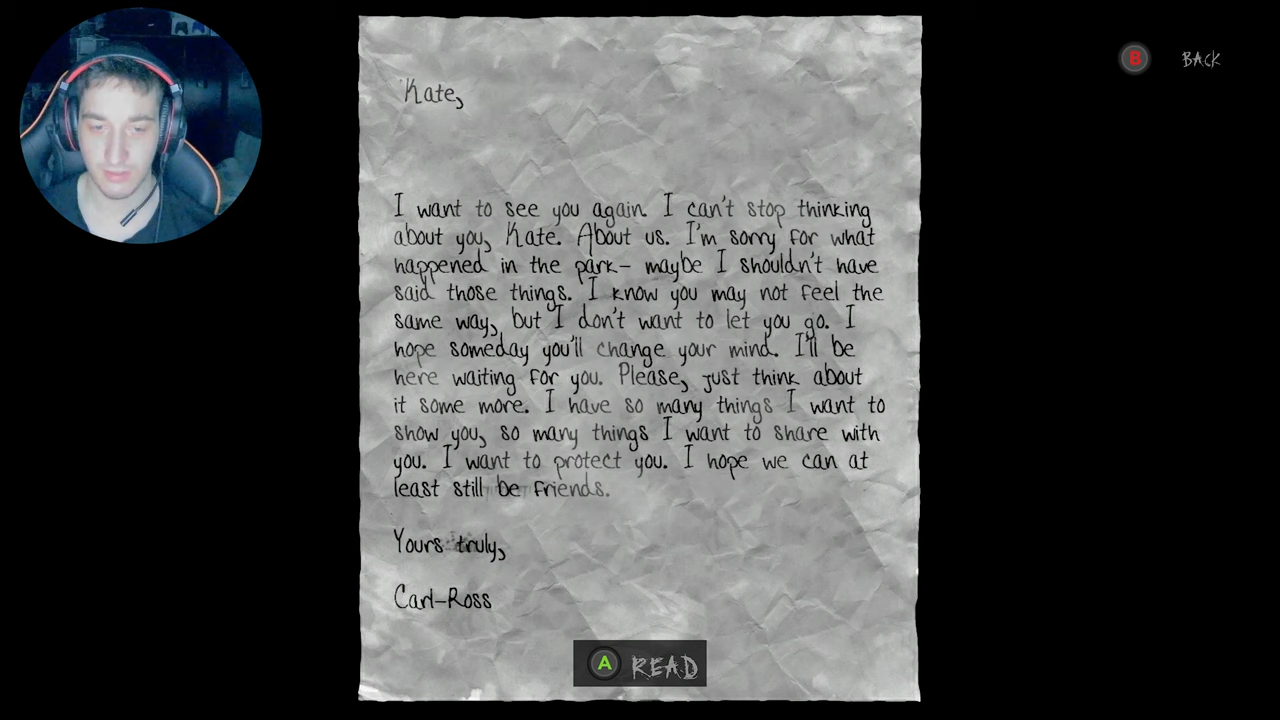 B BACK
Kate,
I want to see you again. I can't stop thinking
about you, Kate. About us. I'm sorry for what
happened in the park- maybe I shouldn't have
said those things. I know you may not feel the
same way, but I don't want to let you go. I
hope someday you'll change your mind. I'll be
here waiting for you. Please, just think about
it some more. I have so many things I want to
show you, so many things I want to share with
you. I want to protect you. I hope we can at
least still be friends.
Yours truly,
Carl-Ross
A READ